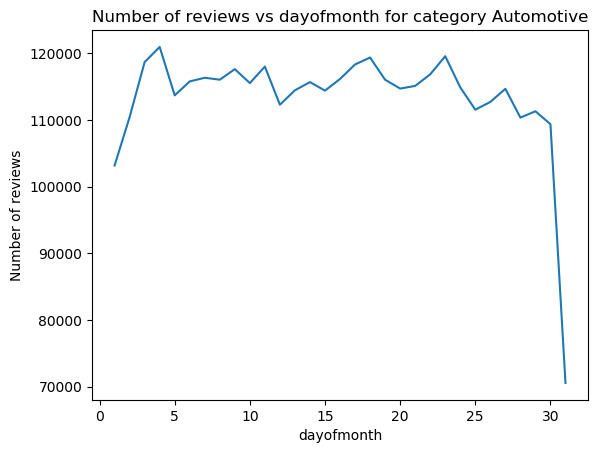 Number of reviews vs dayofmonth for category Automotive
120000
110000
100000
90000
80000
70000
Number of reviews
0 5 10 15 20 25 30
dayofmonth